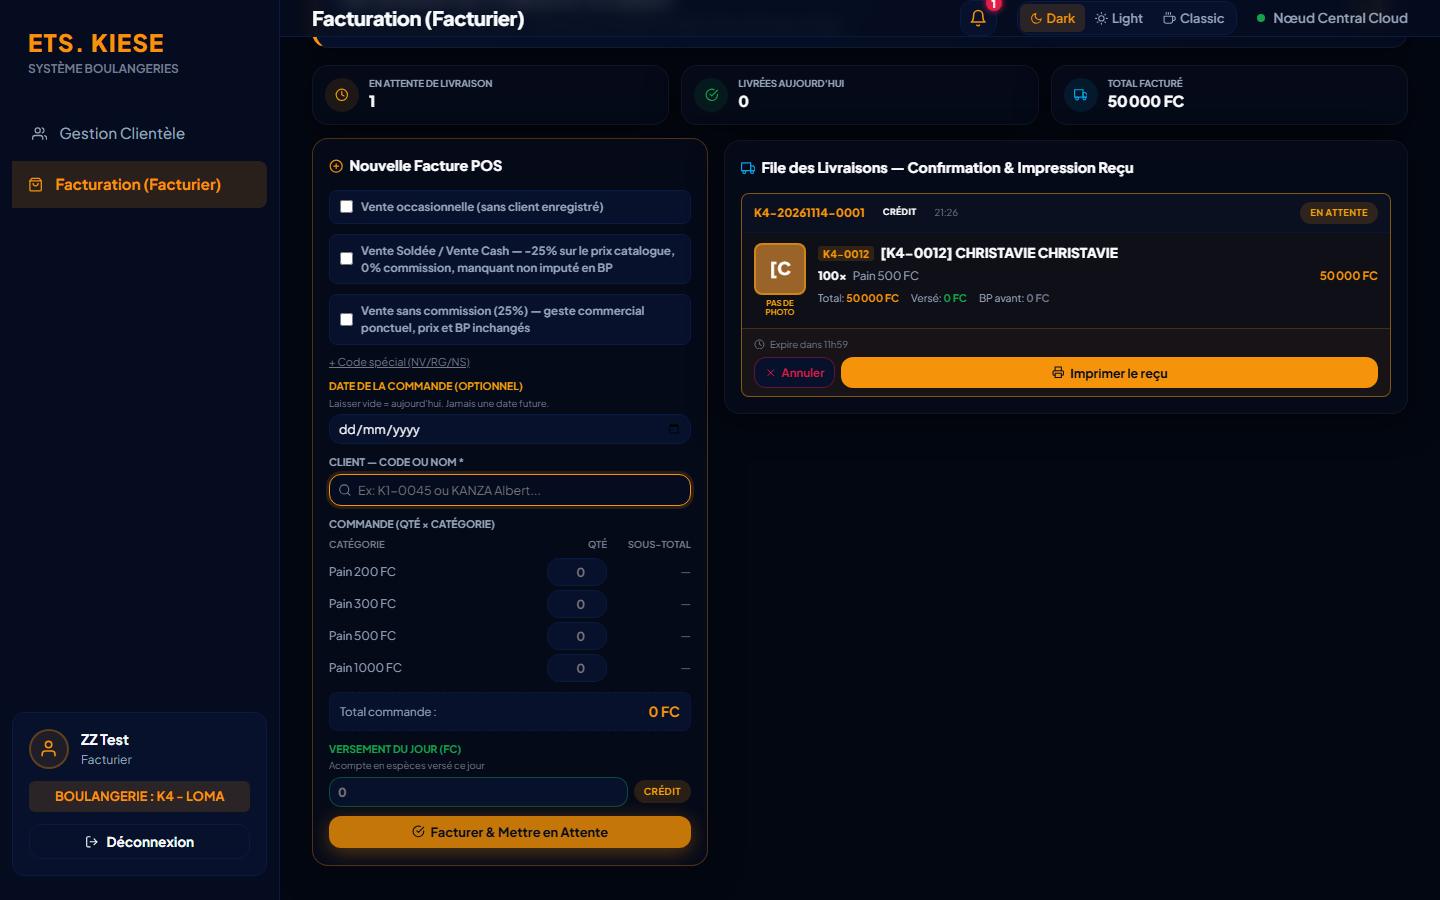 ETS. KIESE
SYSTÈME BOULANGERIES
Gestion Clientèle
Facturation (Facturier)
ZZ Test
Facturier
BOULANGERIE : K4 - LOMA
Déconnexion
Facturation (Facturier)
1
Dark
Light
Classic
Nœud Central Cloud
EN ATTENTE DE LIVRAISON
1
LIVRÉES AUJOURD'HUI
0
TOTAL FACTURÉ
50 000 FC
Nouvelle Facture POS
Vente occasionnelle (sans client enregistré)
Vente Soldée / Vente Cash — -25% sur le prix catalogue,
0% commission, manquant non imputé en BP
Vente sans commission (25%) — geste commercial
ponctuel, prix et BP inchangés
+ Code spécial (NV/RG/NS)
DATE DE LA COMMANDE (OPTIONNEL)
Laisser vide = aujourd'hui. Jamais une date future.
dd/mm/yyyy
CLIENT — CODE OU NOM *
Ex: K1-0045 ou KANZA Albert...
COMMANDE (QTÉ × CATÉGORIE)
CATÉGORIE QTÉ SOUS-TOTAL
Pain 200 FC 0 —
Pain 300 FC 0 —
Pain 500 FC 0 —
Pain 1000 FC 0 —
Total commande : 0 FC
VERSEMENT DU JOUR (FC)
Acompte en espèces versé ce jour
0 CRÉDIT
Facturer & Mettre en Attente
File des Livraisons — Confirmation & Impression Reçu
K4-20261114-0001 CRÉDIT 21:26 EN ATTENTE
[C
PAS DE
PHOTO
K4-0012 [K4-0012] CHRISTAVIE CHRISTAVIE
100× Pain 500 FC 50 000 FC
Total: 50 000 FC Versé: 0 FC BP avant: 0 FC
Expire dans 11h59
Annuler
Imprimer le reçu